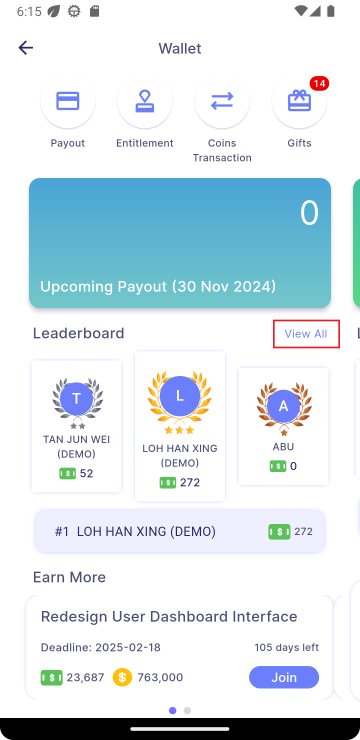 6:15
Wallet
14
Payout
Entitlement
Coins
Transaction
Gifts
0
Upcoming Payout (30 Nov 2024)
Leaderboard
View All
T
TAN JUN WEI
(DEMO)
52
L
LOH HAN XING
(DEMO)
272
A
ABU
0
#1 LOH HAN XING (DEMO)
272
Earn More
Redesign User Dashboard Interface
Deadline: 2025-02-18
105 days left
$
23,687
$
763,000
Join